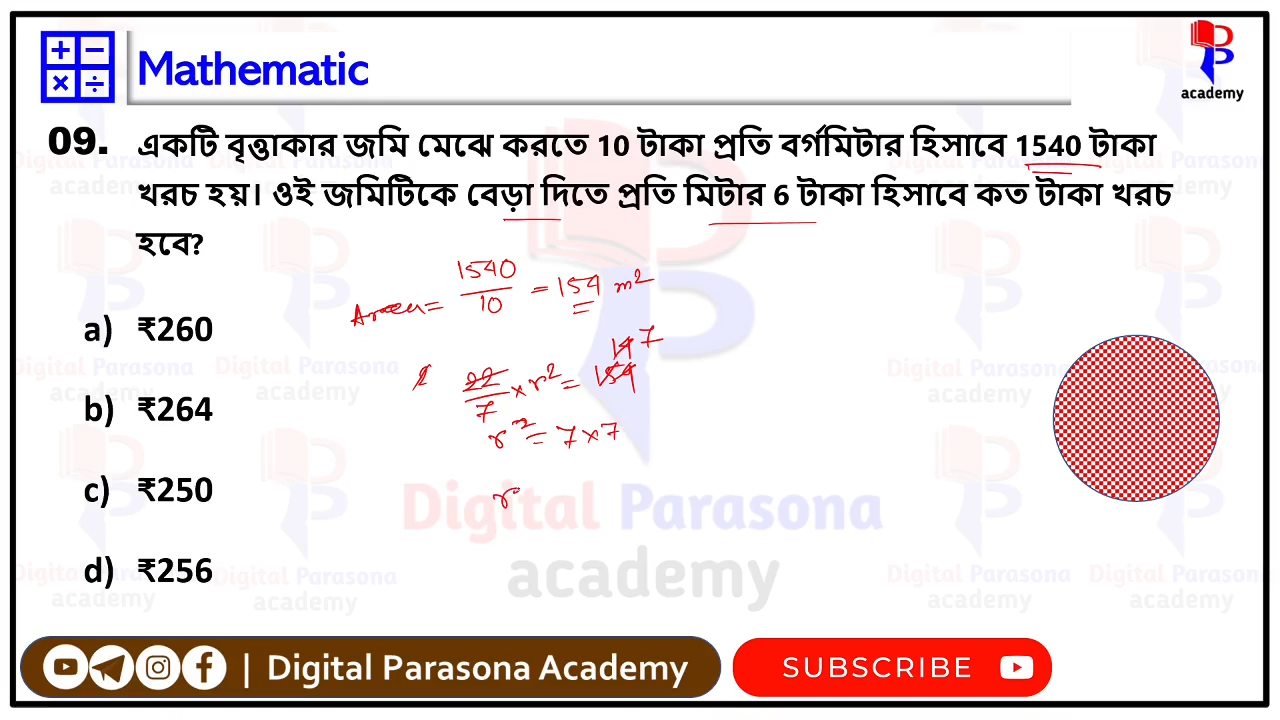 Mathematic
academy
09. একটি বৃত্তাকার জমি মেঝে করতে 10 টাকা প্রতি বর্গমিটার হিসাবে 1540 টাকা
খরচ হয়। ওই জমিটিকে বেড়া দিতে প্রতি মিটার 6 টাকা হিসাবে কত টাকা খরচ
হবে?
Area = 1540/10 = 154 m²
a) ₹260
22/7 × r² = 154 14 7
b) ₹264
r² = 7×7
c) ₹250
r
Digital Parasona
academy
d) ₹256
| Digital Parasona Academy
SUBSCRIBE